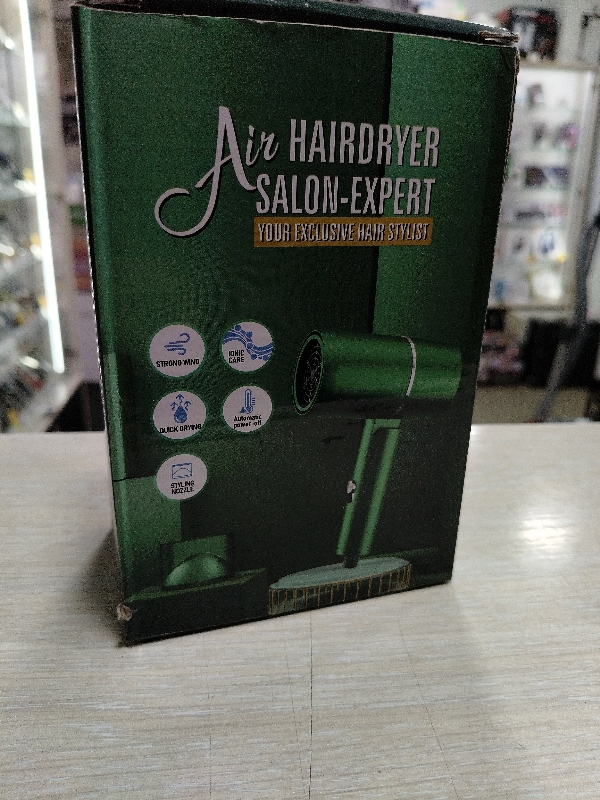 Air HAIRDRYER
SALON-EXPERT
YOUR EXCLUSIVE HAIR STYLIST
STRONG WIND
IONIC
CARE
QUICK DRYING
Automatic
power-off
STYLING
NOZZLE